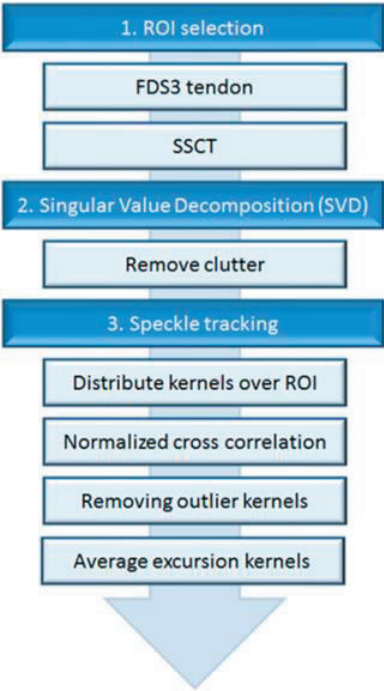 1. ROI selection
FDS3 tendon
SSCT
2. Singular Value Decomposition (SVD)
Remove clutter
3. Speckle tracking
Distribute kernels over ROI
Normalized cross correlation
Removing outlier kernels
Average excursion kernels